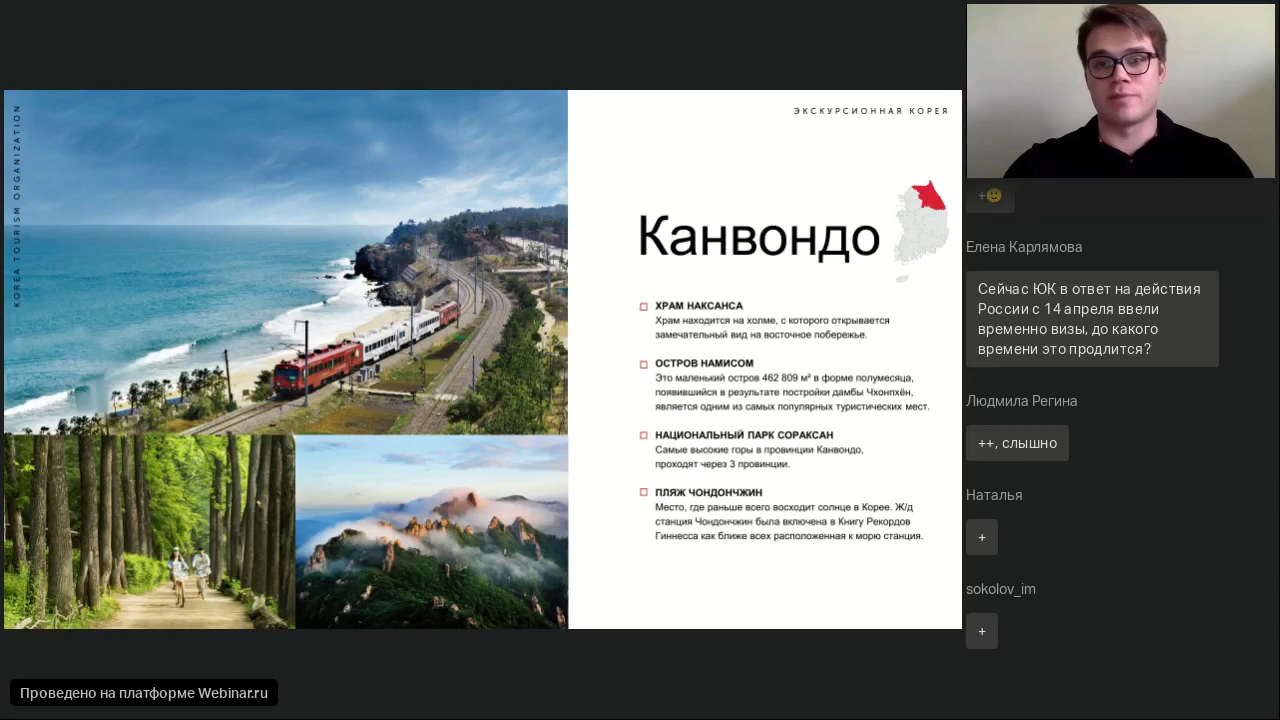 KOREA TOURISM ORGANIZATION
ЭКСКУРСИОННАЯ КОРЕЯ
Канвондо
ХРАМ НАКСАНСА
Храм находится на холме, с которого открывается
замечательный вид на восточное побережье.
ОСТРОВ НАМИСОМ
Это маленький остров 462 809 м² в форме полумесяца,
появившийся в результате постройки дамбы Чхонпхён,
является одним из самых популярных туристических мест.
НАЦИОНАЛЬНЫЙ ПАРК СОРАКСАН
Самые высокие горы в провинции Канвондо,
проходят через 3 провинции.
ПЛЯЖ ЧОНДОНЧЖИН
Место, где раньше всего восходит солнце в Корее. Ж/д
станция Чондончжин была включена в Книгу Рекордов
Гиннесса как ближе всех расположенная к морю станция.
+🙂
Елена Карлямова
Сейчас ЮК в ответ на действия
России с 14 апреля ввели
временно визы, до какого
времени это продлится?
Людмила Регина
++, слышно
Наталья
+
sokolov_im
+
Проведено на платформе Webinar.ru